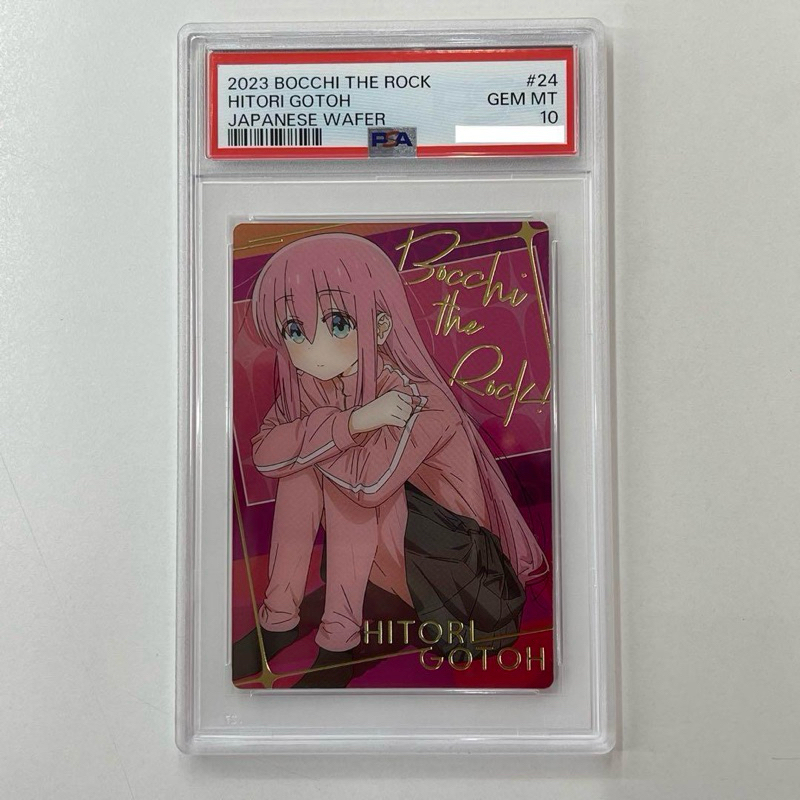 2023 BOCCHI THE ROCK #24
HITORI GOTOH GEM MT
JAPANESE WAFER 10
PSA
Bocchi
the
Rock!
HITORI
GOTOH